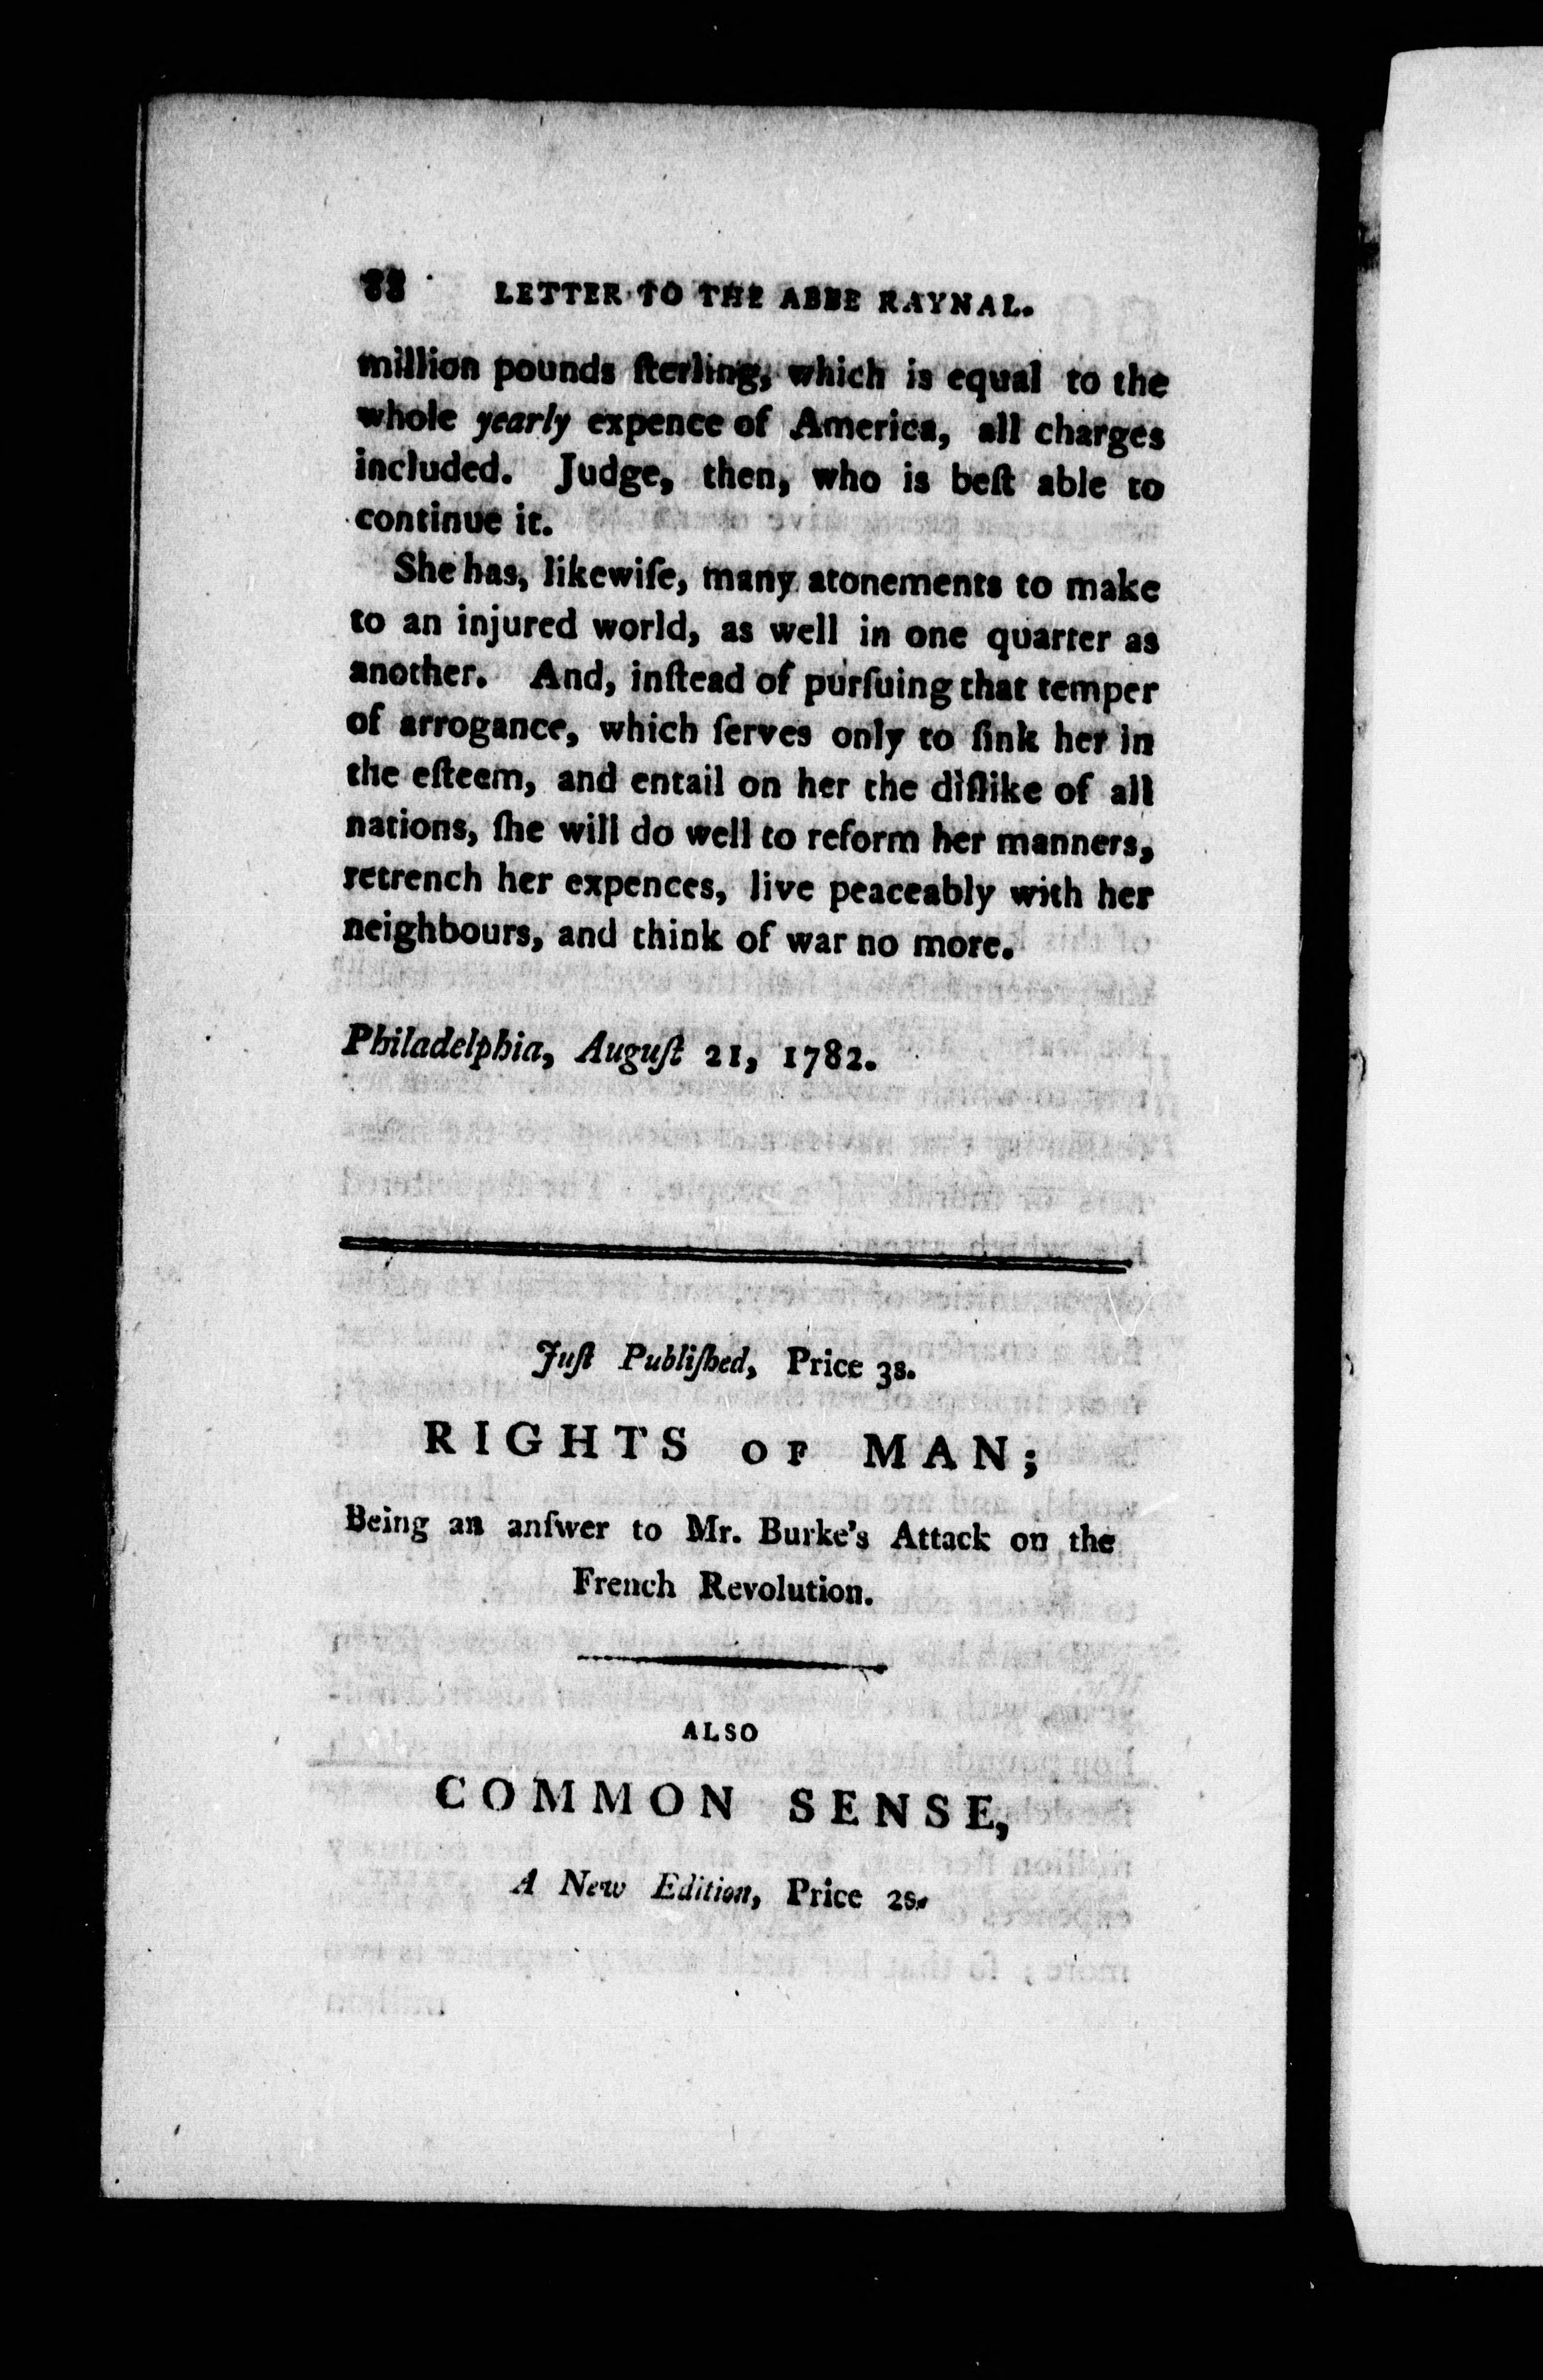 88 LETTER TO THE ABBE RAYNAL.
million pounds ſterling, which is equal to the
whole yearly expence of America, all charges
included. Judge, then, who is beſt able to
continue it.
She has, likewiſe, many atonements to make
to an injured world, as well in one quarter as
another. And, inſtead of purſuing that temper
of arrogance, which ſerves only to ſink her in
the eſteem, and entail on her the diſlike of all
nations, ſhe will do well to reform her manners,
retrench her expences, live peaceably with her
neighbours, and think of war no more.
Philadelphia, Auguſt 21, 1782.
Juſt Publiſhed, Price 3s.
RIGHTS OF MAN;
Being an anſwer to Mr. Burke's Attack on the
French Revolution.
ALSO
COMMON SENSE,
A New Edition, Price 2s.